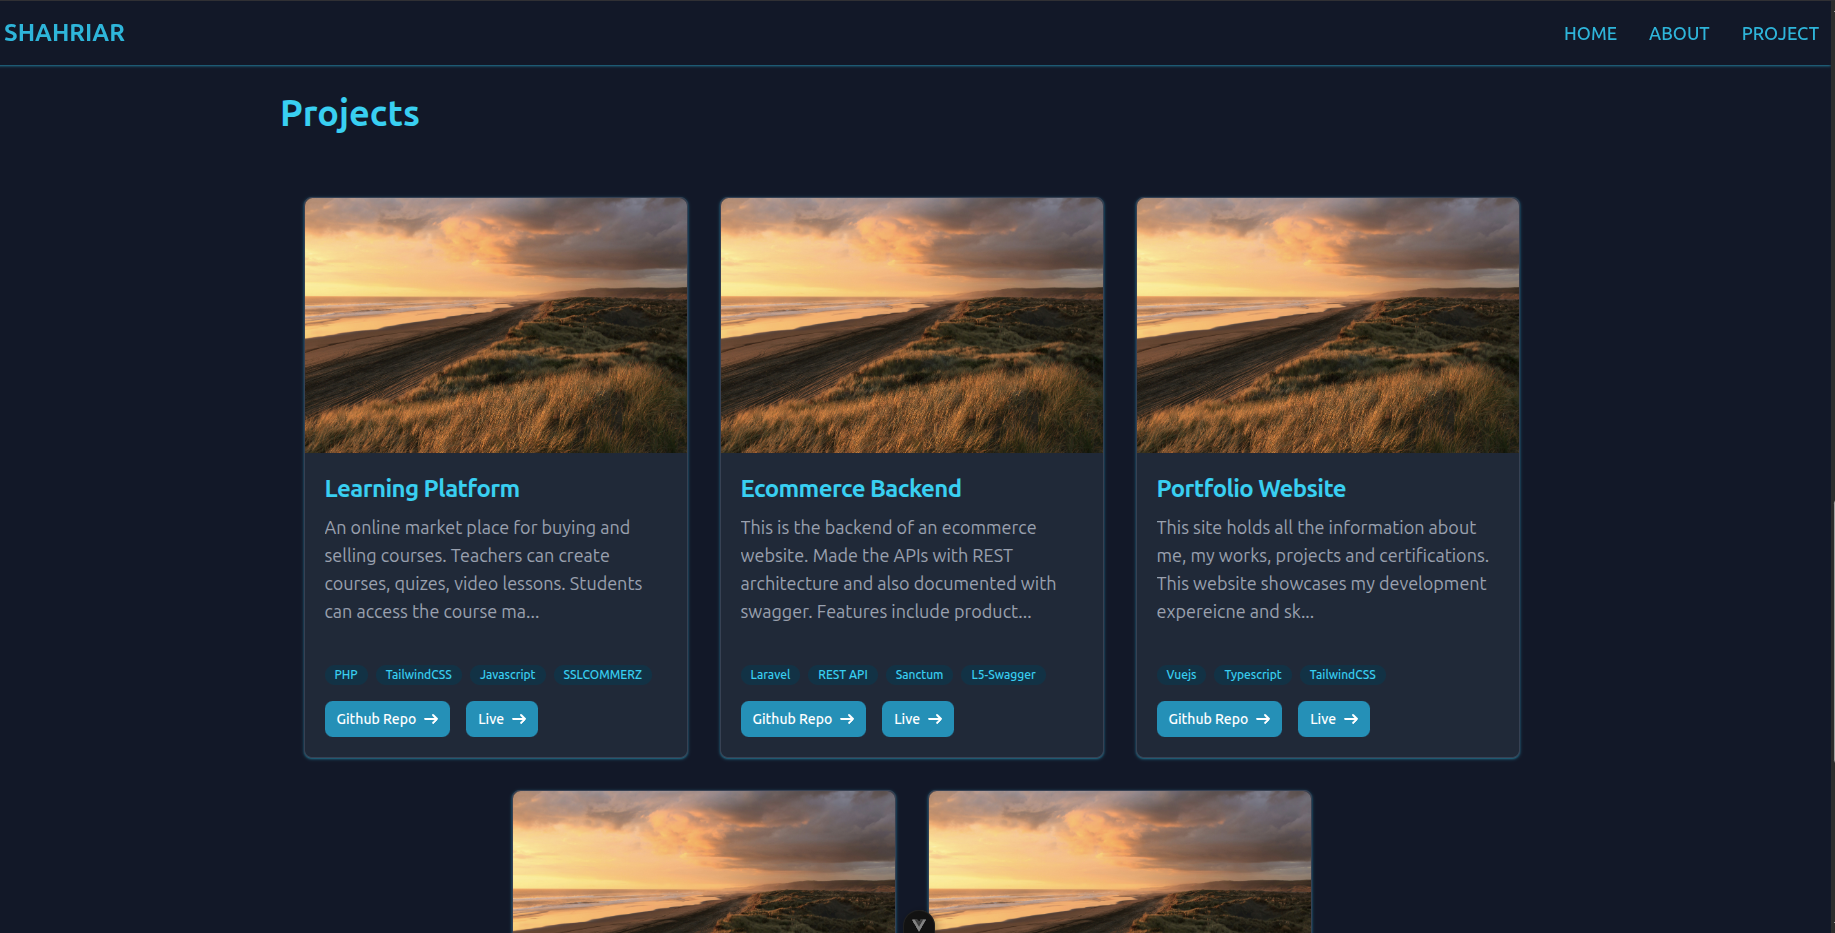 SHAHRIAR
HOME ABOUT PROJECT
Projects
Learning Platform
An online market place for buying and
selling courses. Teachers can create
courses, quizes, video lessons. Students
can access the course ma...
PHP TailwindCSS Javascript SSLCOMMERZ
Github Repo → Live →
Ecommerce Backend
This is the backend of an ecommerce
website. Made the APIs with REST
architecture and also documented with
swagger. Features include product...
Laravel REST API Sanctum L5-Swagger
Github Repo → Live →
Portfolio Website
This site holds all the information about
me, my works, projects and certifications.
This website showcases my development
expereicne and sk...
Vuejs Typescript TailwindCSS
Github Repo → Live →